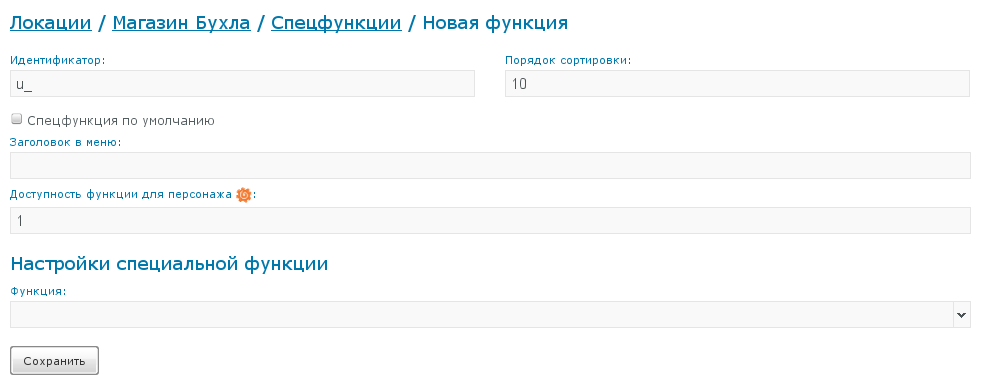 Локации / Магазин Бухла / Спецфункции / Новая функция
Идентификатор: Порядок сортировки:
u_ 10
Спецфункция по умолчанию
Заголовок в меню:
Доступность функции для персонажа :
1
Настройки специальной функции
Функция:
Сохранить